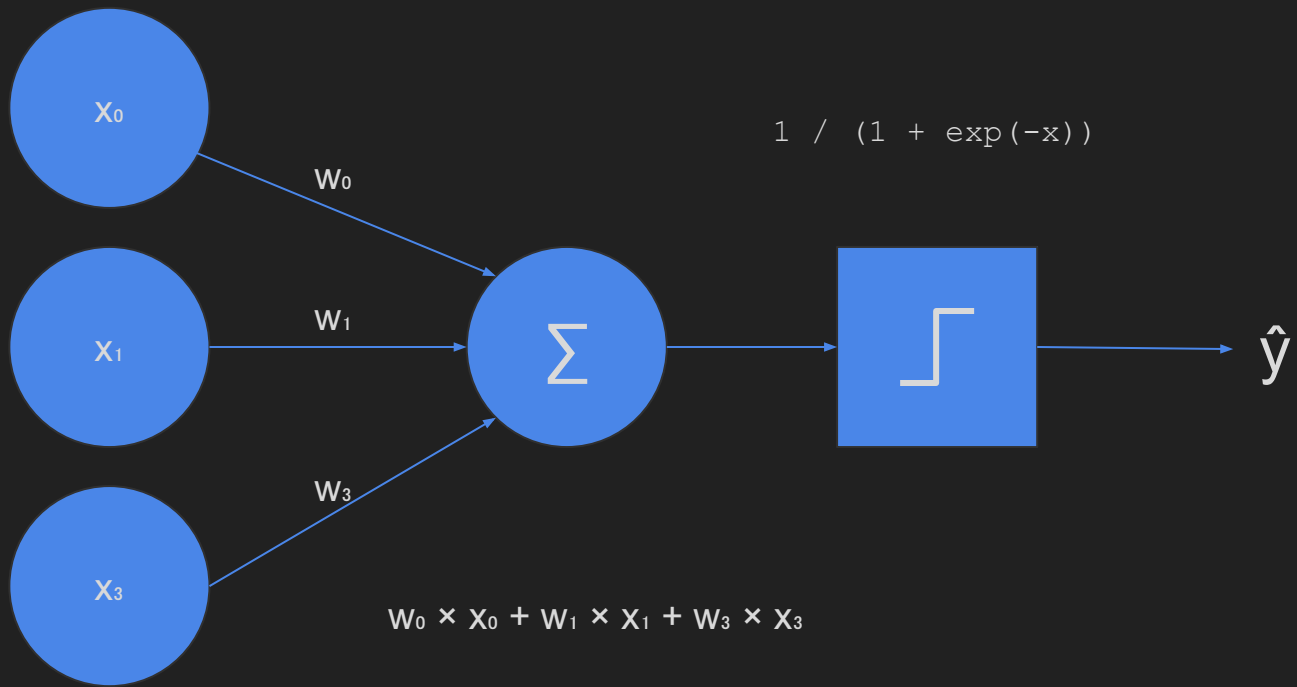 x₀
1 / (1 + exp(-x))
w₀
w₁
x₁
Σ
ŷ
w₃
x₃
w₀ × x₀ + w₁ × x₁ + w₃ × x₃